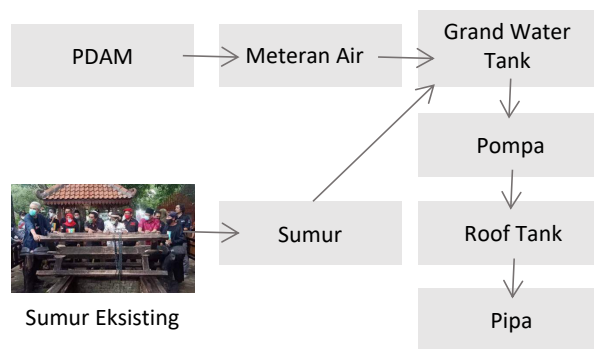 PDAM
Meteran Air
Grand Water
Tank
Pompa
Sumur
Roof Tank
Sumur Eksisting
Pipa